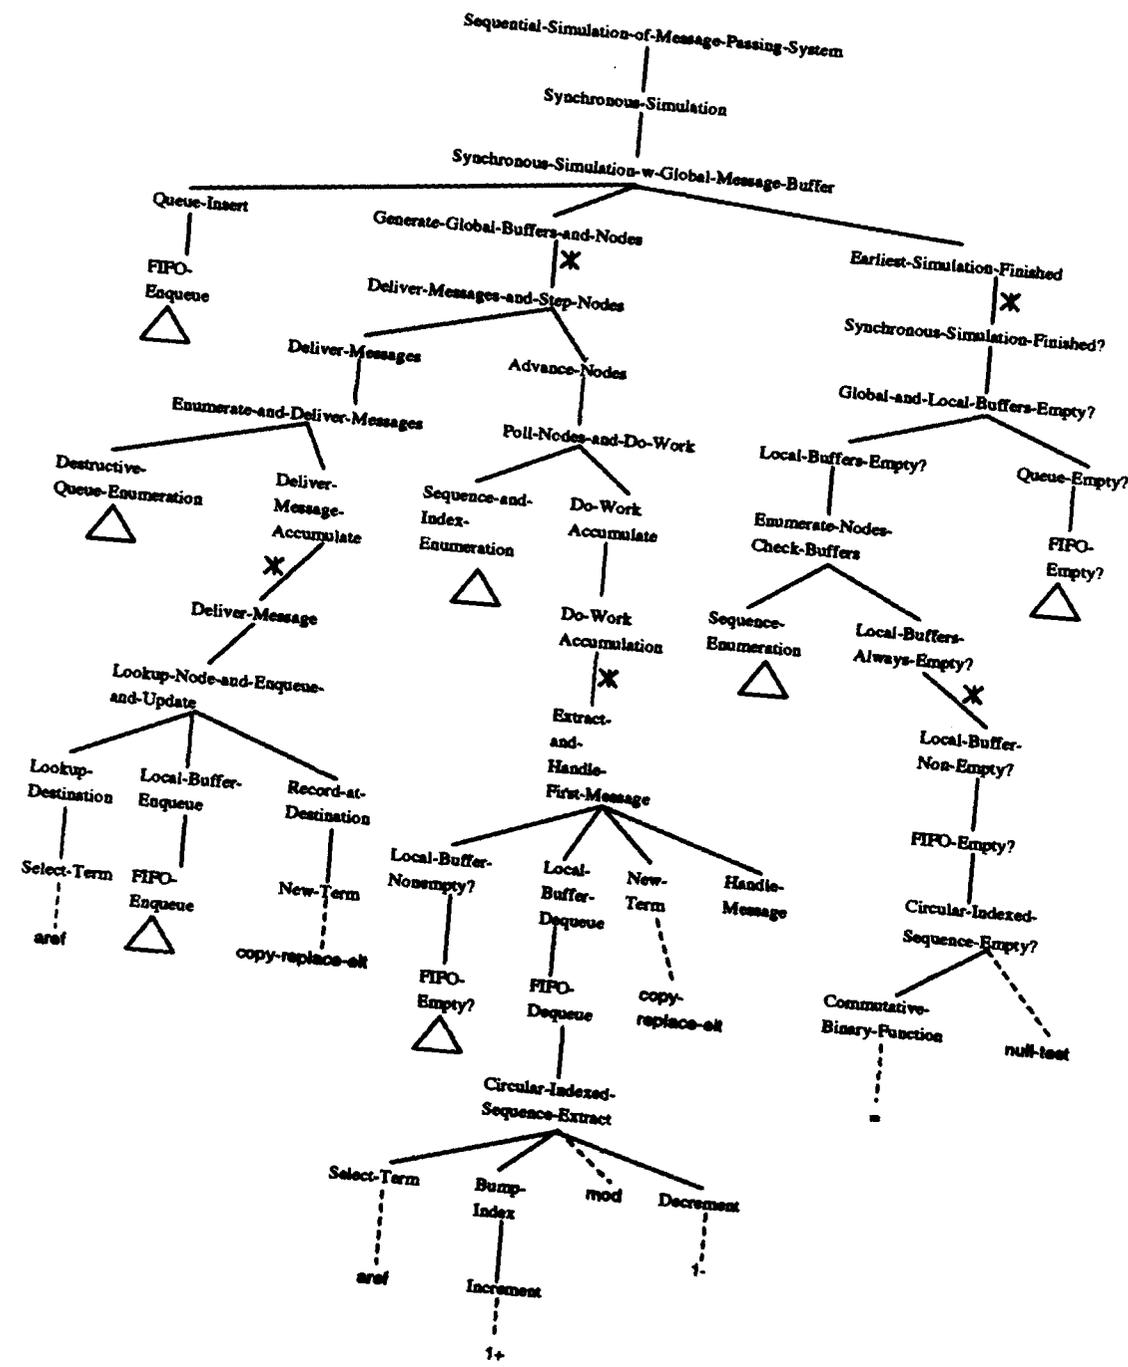 Sequential-Simulation-of-Message-Passing-System
Synchronous-Simulation
Synchronous-Simulation-w-Global-Message-Buffer
Queue-Insert
Generate-Global-Buffers-and-Nodes
Earliest-Simulation-Finished
FIFO-
Enqueue
Deliver-Messages-and-Step-Nodes
Synchronous-Simulation-Finished?
Deliver-Messages
Advance-Nodes
Global-and-Local-Buffers-Empty?
Enumerate-and-Deliver-Messages
Poll-Nodes-and-Do-Work
Local-Buffers-Empty?
Queue-Empty?
Destructive-
Queue-Enumeration
Deliver-
Message-
Accumulate
Sequence-and-
Index-
Enumeration
Do-Work
Accumulate
Enumerate-Nodes-
Check-Buffers
FIFO-
Empty?
Deliver-Message
Do-Work
Accumulation
Sequence-
Enumeration
Local-Buffers-
Always-Empty?
Lookup-Node-and-Enqueue-
and-Update
Extract-
and-
Handle-
First-Message
Local-Buffer-
Non-Empty?
Lookup-
Destination
Local-Buffer-
Enqueue
Record-at-
Destination
FIFO-Empty?
Select-Term
FIFO-
Enqueue
New-Term
Local-Buffer-
Nonempty?
Local-
Buffer-
Dequeue
New-
Term
Handle-
Message
Circular-Indexed-
Sequence-Empty?
aref
copy-replace-elt
FIFO-
Empty?
FIFO-
Dequeue
copy-
replace-elt
Commutative-
Binary-Function
null-test
=
Circular-Indexed-
Sequence-Extract
Select-Term
Bump-
Index
mod
Decrement
aref
Increment
1-
1+